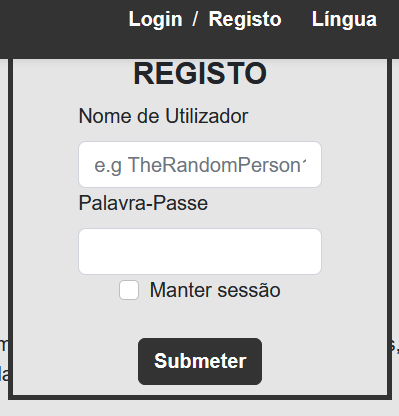 Login / Registo Língua
REGISTO
Nome de Utilizador
e.g TheRandomPerson
Palavra-Passe
Manter sessão
Submeter